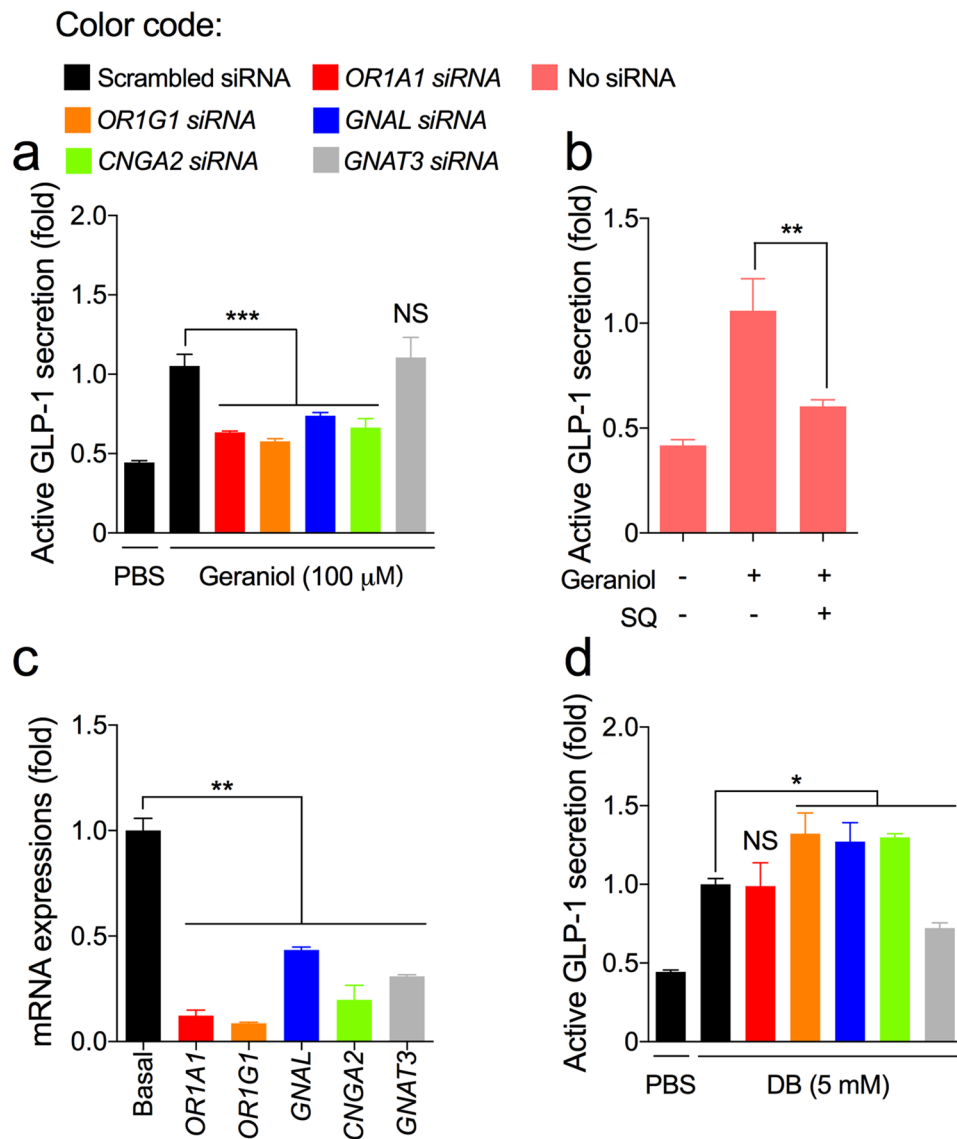 Color code:
Scrambled siRNA
OR1A1 siRNA
No siRNA
OR1G1 siRNA
GNAL siRNA
CNGA2 siRNA
GNAT3 siRNA
a
Active GLP-1 secretion (fold)
2.0
1.5
1.0
0.5
0
***
NS
PBS
Geraniol (100 μM)
b
Active GLP-1 secretion (fold)
1.5
1.0
0.5
0
**
Geraniol - + +
SQ - - +
c
mRNA expressions (fold)
1.5
1.0
0.5
0.0
**
Basal
OR1A1
OR1G1
GNAL
CNGA2
GNAT3
d
Active GLP-1 secretion (fold)
2.0
1.5
1.0
0.5
0
*
NS
PBS
DB (5 mM)